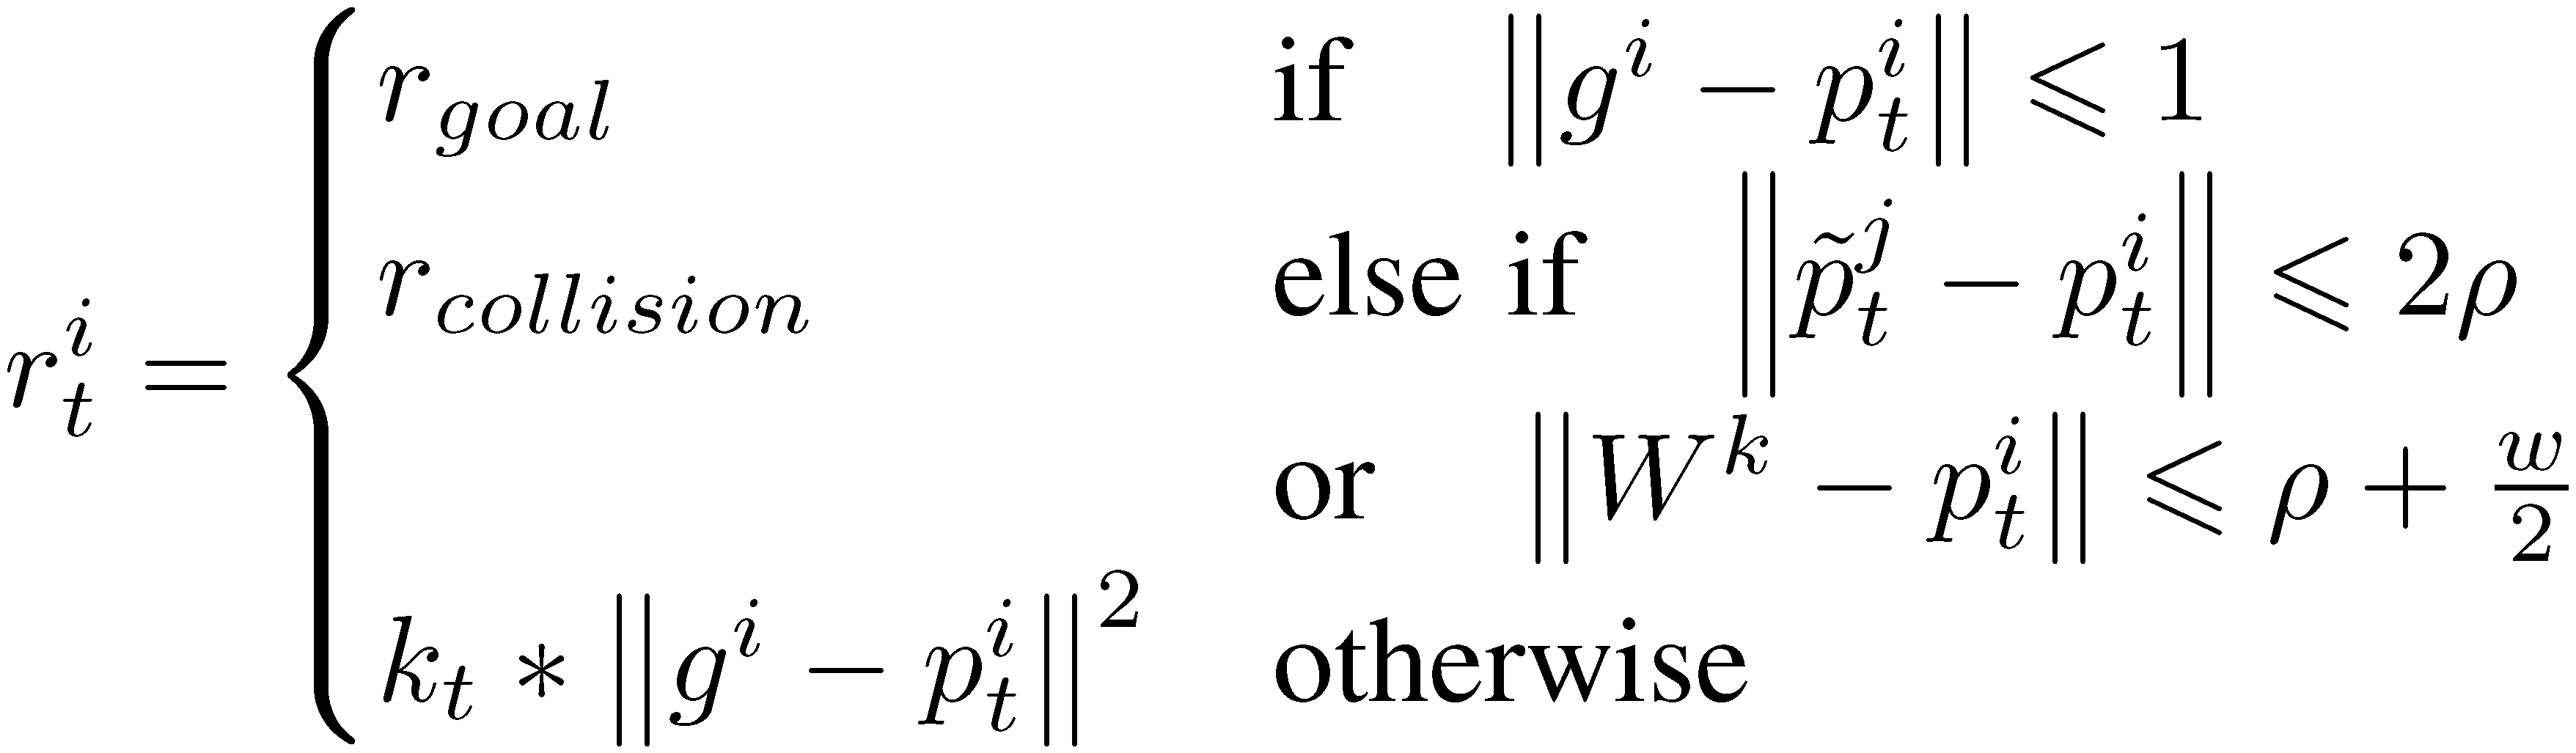 r_{goal} if ‖g^i − p_t^i‖ ⩽ 1
r_{collision} else if ‖p̃_t^j − p_t^i‖ ⩽ 2ρ
r_t^i = {
or ‖W^k − p_t^i‖ ⩽ ρ + \frac{w}{2}
k_t * ‖g^i − p_t^i‖^2 otherwise